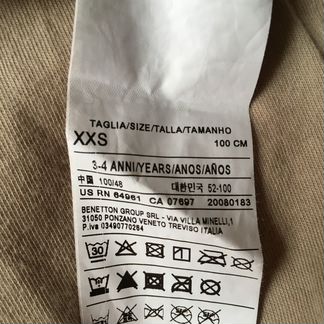 TAGLIA/SIZE/TALLA/TAMANHO
XXS 100 CM
3-4 ANNI/YEARS/ANOS/AÑOS
中国 100/48 대한민국 52-100
US RN 64961 CA 07697 20080183
BENETTON GROUP SRL - VIA VILLA MINELLI,1
31050 PONZANO VENETO TREVISO ITALIA
P.iva 03490770264
30